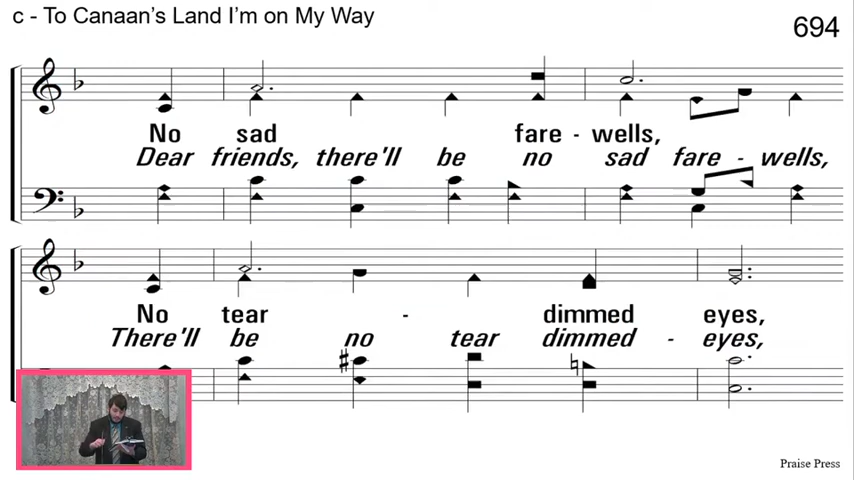 c - To Canaan’s Land I’m on My Way
694
No sad fare - wells,
Dear friends, there'll be no sad fare - wells,
No tear - dimmed eyes,
There'll be no tear dimmed - eyes,
Praise Press